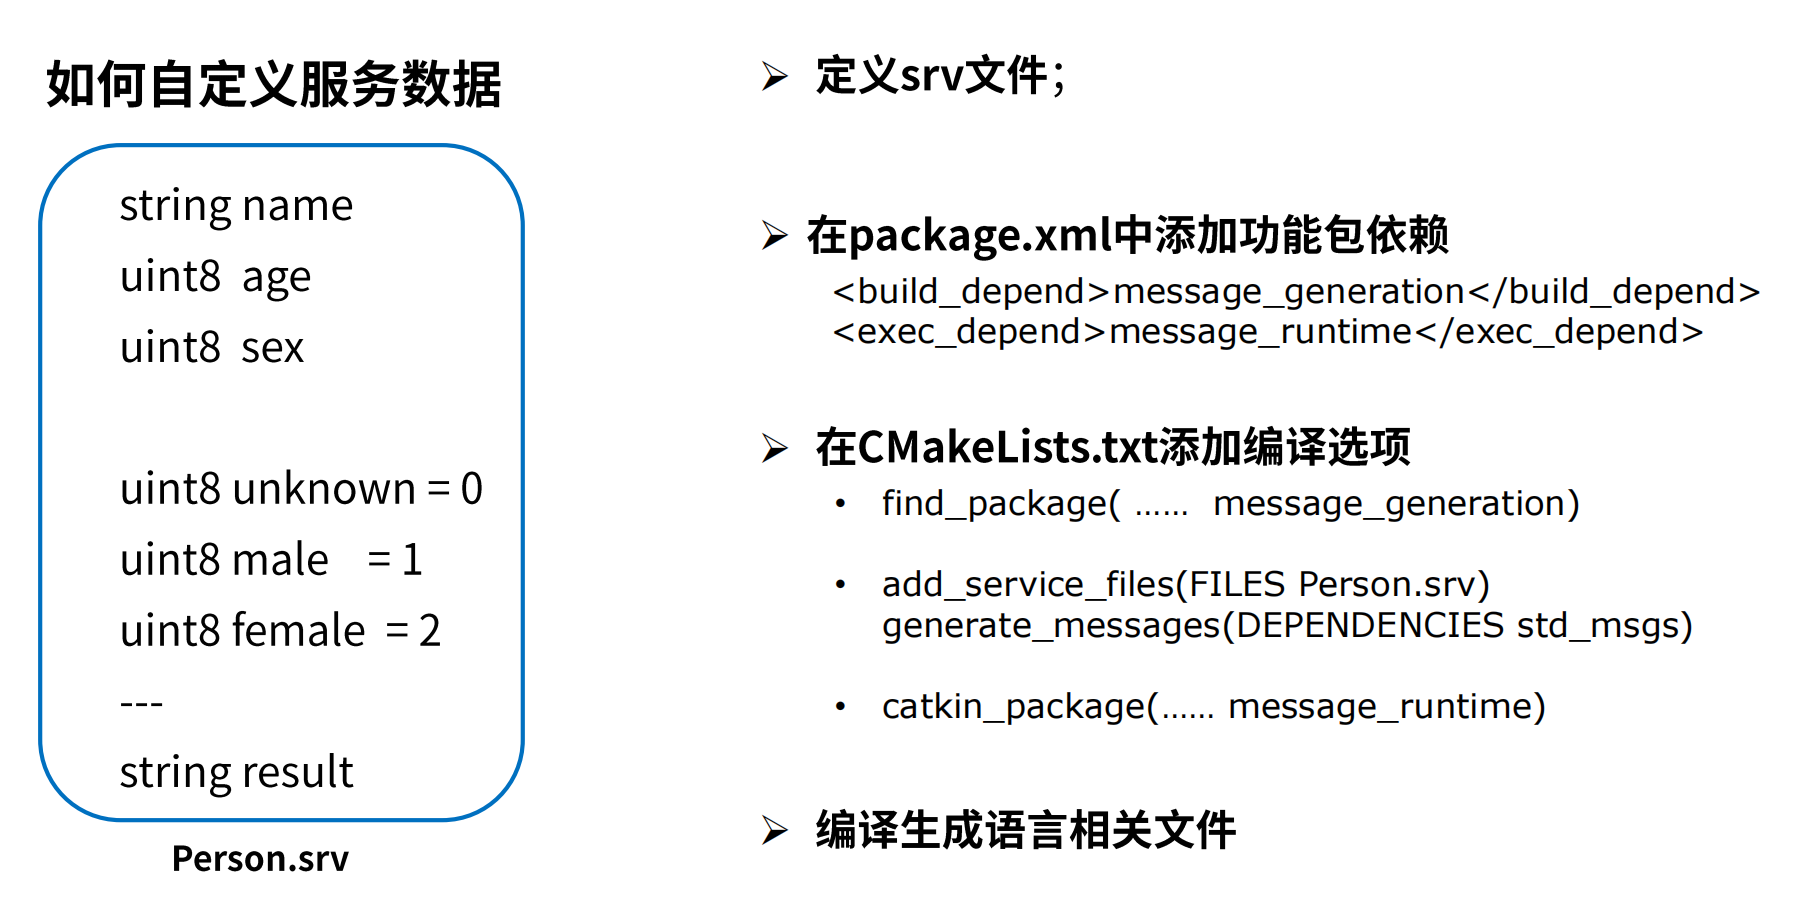 如何自定义服务数据
string name
uint8 age
uint8 sex
uint8 unknown = 0
uint8 male = 1
uint8 female = 2
---
string result
Person.srv
➢ 定义srv文件；
➢ 在package.xml中添加功能包依赖
<build_depend>message_generation</build_depend>
<exec_depend>message_runtime</exec_depend>
➢ 在CMakeLists.txt添加编译选项
• find_package( …… message_generation)
• add_service_files(FILES Person.srv)
generate_messages(DEPENDENCIES std_msgs)
• catkin_package(…… message_runtime)
➢ 编译生成语言相关文件